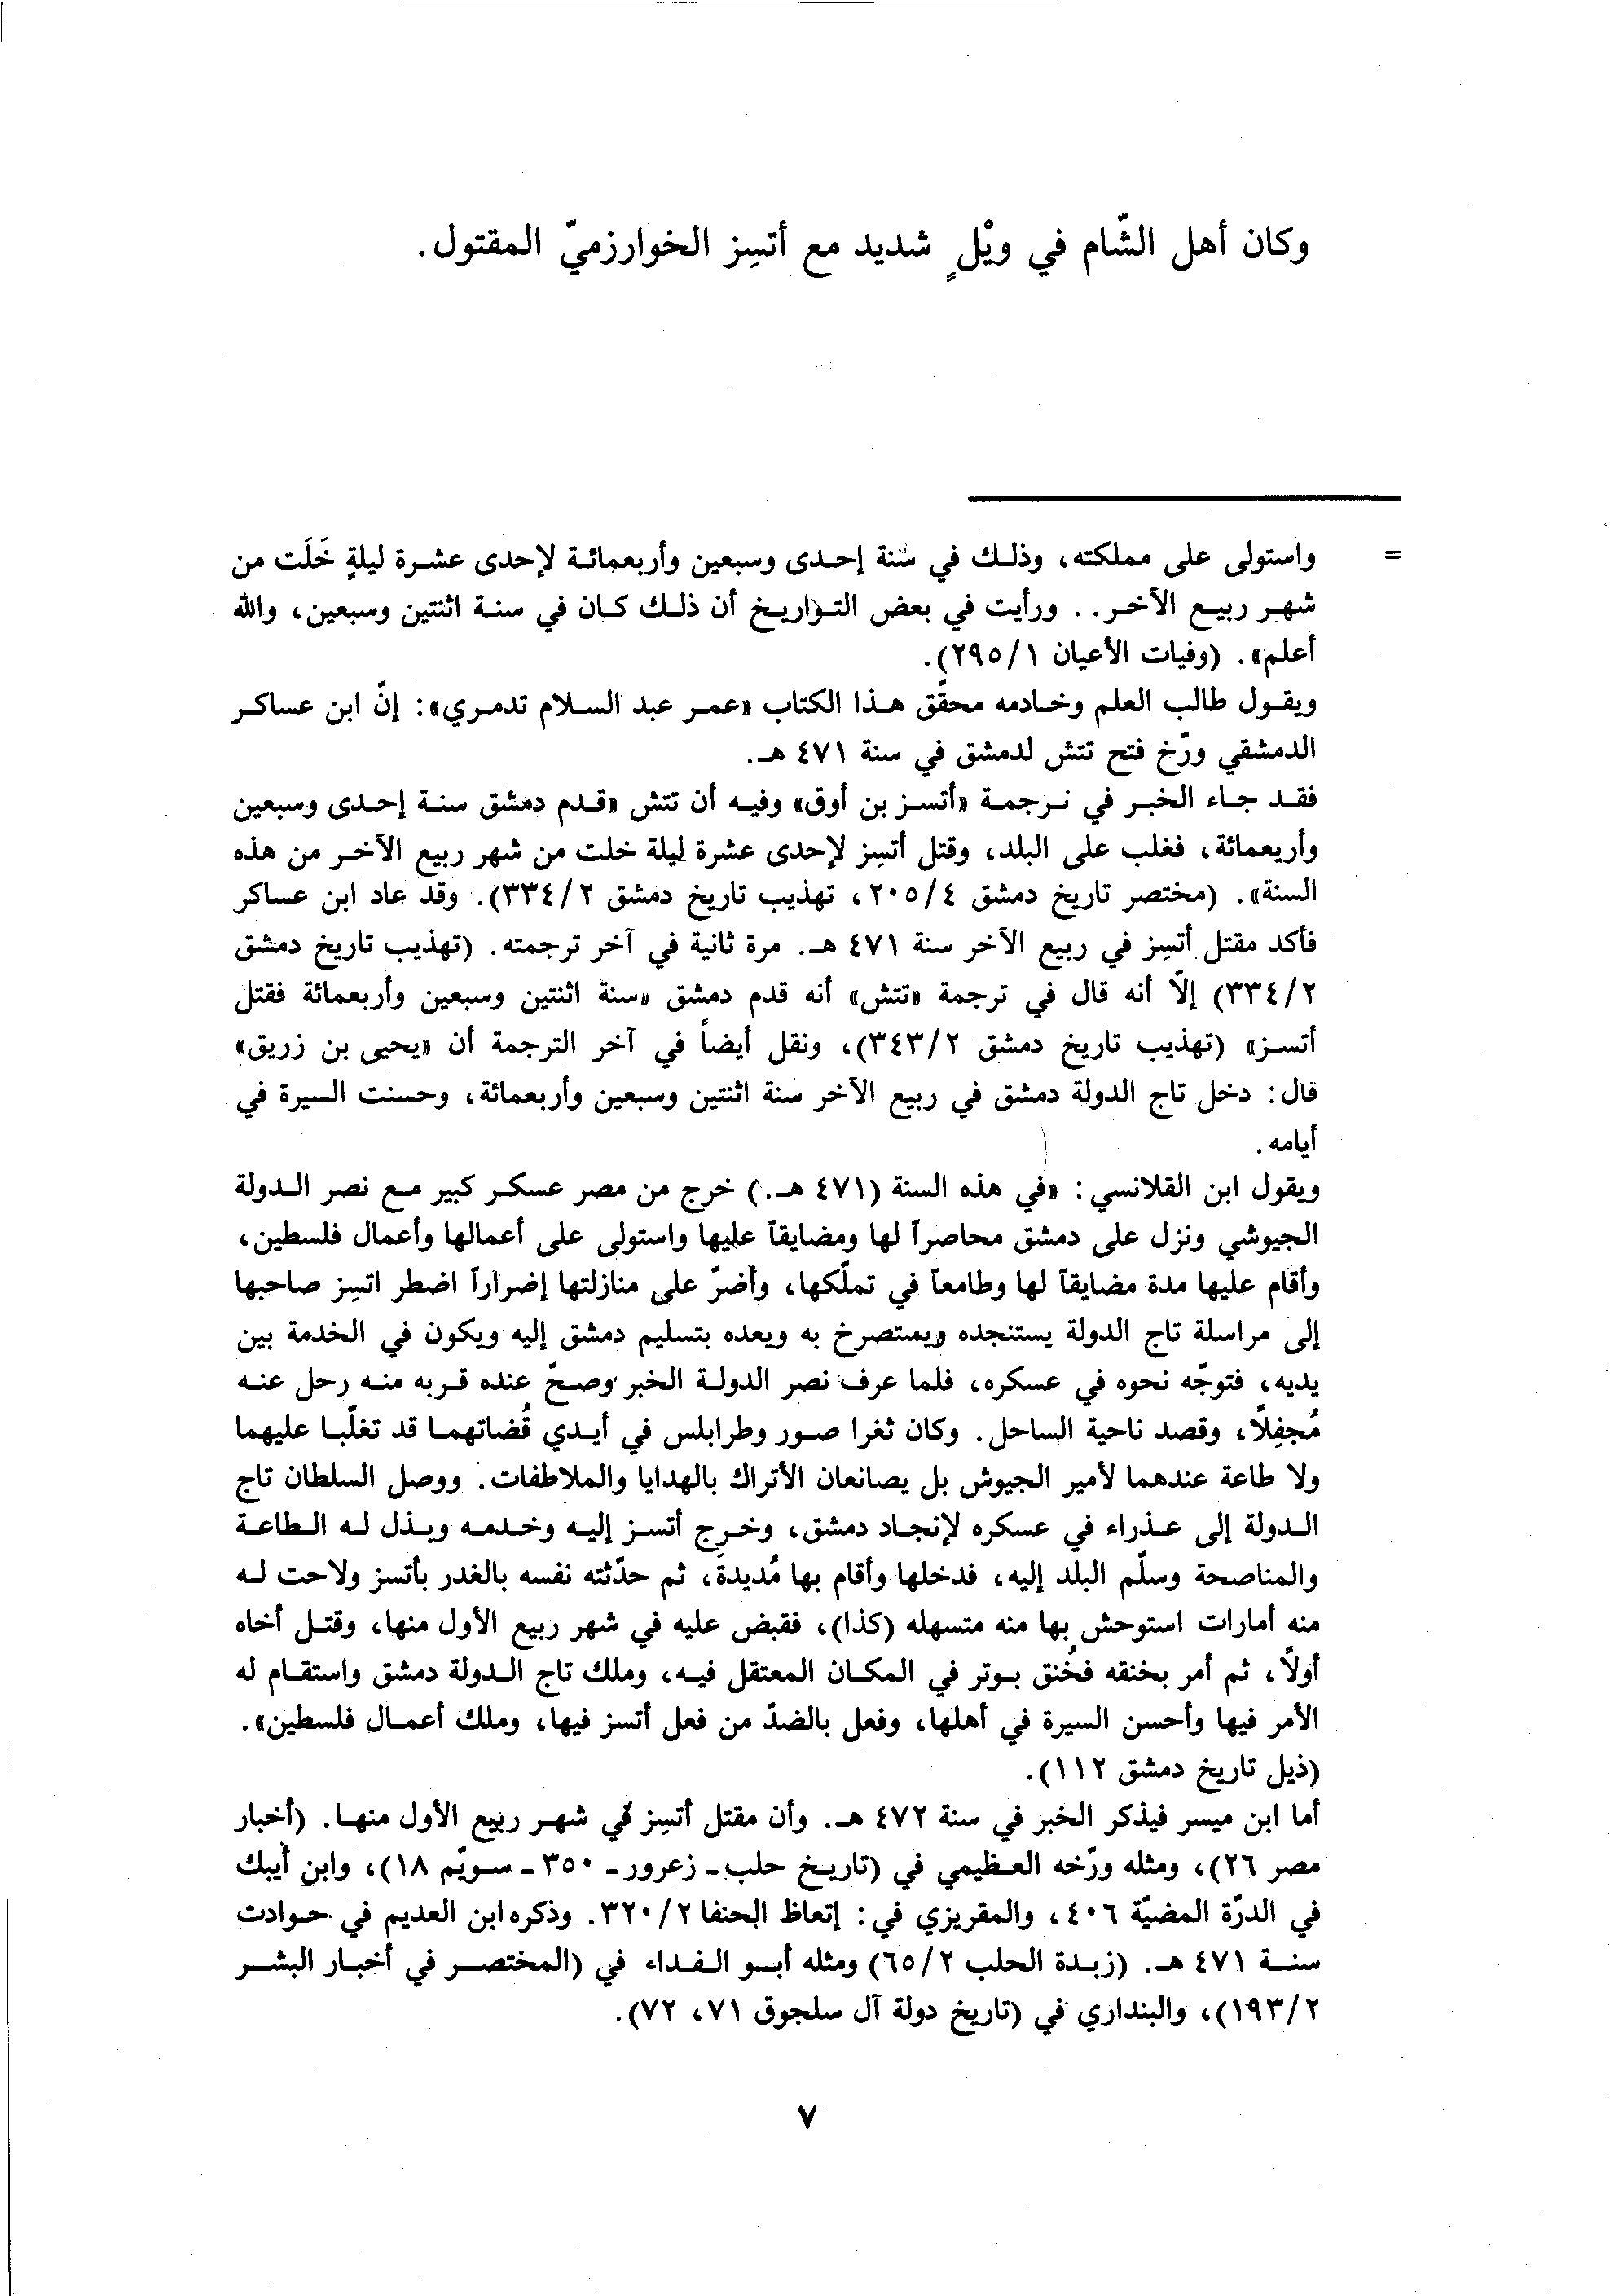 وكان أهل الشّام في ويْلٍ شديد مع أتسِز الخوارزميّ المقتول.
= واستولى على مملكته، وذلك في سنة إحدى وسبعين وأربعمائة لإحدى عشرة ليلةٍ خَلَت من
شهر ربيع الآخر.. ورأيت في بعض التواريخ أن ذلك كان في سنة اثنتين وسبعين، والله
أعلم». (وفيات الأعيان ١/٢٩٥).
ويقول طالب العلم وخادمه محقّق هذا الكتاب «عمر عبد السلام تدمري»: إنّ ابن عساكر
الدمشقي ورّخ فتح تتش لدمشق في سنة ٤٧١ هـ.
فقد جاء الخبر في ترجمة «أتسز بن أوق» وفيه أن تتش «قدم دمشق سنة إحدى وسبعين
وأربعمائة، فغلب على البلد، وقتل أتسِز لإحدى عشرة ليلة خلت من شهر ربيع الآخر من هذه
السنة». (مختصر تاريخ دمشق ٤/٢٠٥، تهذيب تاريخ دمشق ٢/٣٣٤). وقد عاد ابن عساكر
فأكد مقتل أتسِز في ربيع الآخر سنة ٤٧١ هـ. مرة ثانية في آخر ترجمته. (تهذيب تاريخ دمشق
٢/٣٣٤) إلّا أنه قال في ترجمة «تتش» أنه قدم دمشق «سنة اثنتين وسبعين وأربعمائة فقتل
أتسز» (تهذيب تاريخ دمشق ٢/٣٤٣)، ونقل أيضاً في آخر الترجمة أن «يحيى بن زريق»
قال: دخل تاج الدولة دمشق في ربيع الآخر سنة اثنتين وسبعين وأربعمائة، وحسنت السيرة في
أيامه.
ويقول ابن القلانسي: «في هذه السنة (٤٧١ هـ.) خرج من مصر عسكر كبير مع نصر الدولة
الجيوشي ونزل على دمشق محاصراً لها ومضايقاً عليها واستولى على أعمالها وأعمال فلسطين،
وأقام عليها مدة مضايقاً لها وطامعاً في تملّكها، وأضرّ على منازلتها إضراراً اضطر اتسِز صاحبها
إلى مراسلة تاج الدولة يستنجده ويستصرخ به ويعده بتسليم دمشق إليه ويكون في الخدمة بين
يديه، فتوجّه نحوه في عسكره، فلما عرف نصر الدولة الخبر وصحّ عنده قربه منه رحل عنه
مُجفِلًا، وقصد ناحية الساحل. وكان ثغرا صور وطرابلس في أيدي قُضاتهما قد تغلّبا عليهما
ولا طاعة عندهما لأمير الجيوش بل يصانعان الأتراك بالهدايا والملاطفات. ووصل السلطان تاج
الدولة إلى عذراء في عسكره لإنجاد دمشق، وخرج أتسز إليه وخدمه وبذل له الطاعة
والمناصحة وسلّم البلد إليه، فدخلها وأقام بها مُديدةَ، ثم حدّثته نفسه بالغدر بأتسز ولاحت له
منه أمارات استوحش بها منه متسهله (كذا)، فقبض عليه في شهر ربيع الأول منها، وقتل أخاه
أولاً، ثم أمر بخنقه فخُنق بوتر في المكان المعتقل فيه، وملك تاج الدولة دمشق واستقام له
الأمر فيها وأحسن السيرة في أهلها، وفعل بالضدّ من فعل أتسز فيها، وملك أعمال فلسطين».
(ذيل تاريخ دمشق ١١٢).
أما ابن ميسر فيذكر الخبر في سنة ٤٧٢ هـ. وأن مقتل أتسِز في شهر ربيع الأول منها. (أخبار
مصر ٢٦)، ومثله ورّخه العظيمي في (تاريخ حلب - زعرور - ٣٥٠ - سويّم ١٨)، وابن أيبك
في الدرّة المضيّة ٤٠٦، والمقريزي في: إتعاظ الحنفا ٢/٣٢٠. وذكره ابن العديم في حوادث
سنة ٤٧١ هـ. (زبدة الحلب ٢/٦٥) ومثله أبو الفداء في (المختصر في أخبار البشر
٢/١٩٣)، والبنداري في (تاريخ دولة آل سلجوق ٧١، ٧٢).
٧